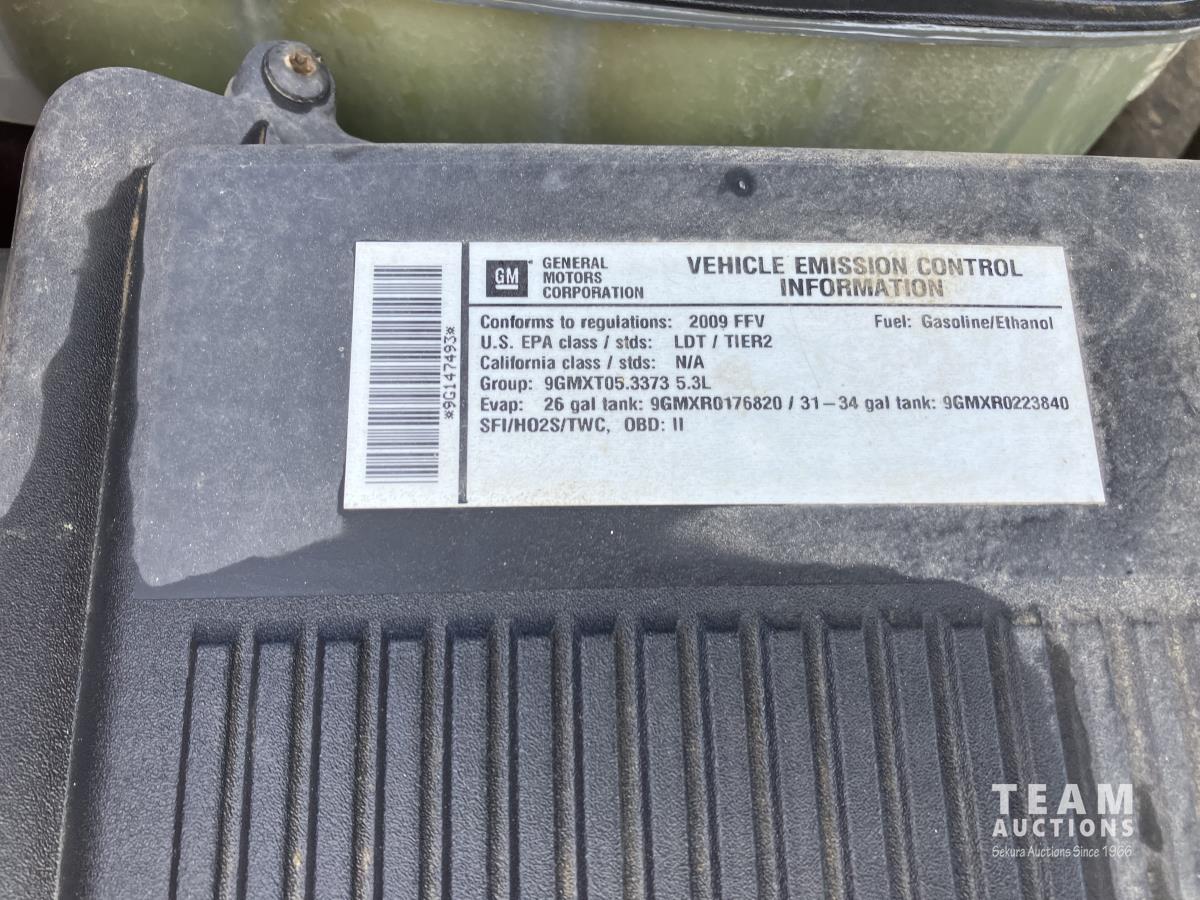 *9G147493*
GM
GENERAL
MOTORS
CORPORATION
VEHICLE EMISSION CONTROL
INFORMATION
Conforms to regulations: 2009 FFV Fuel: Gasoline/Ethanol
U.S. EPA class / stds: LDT / TIER2
California class / stds: N/A
Group: 9GMXT05.3373 5.3L
Evap: 26 gal tank: 9GMXR0176820 / 31-34 gal tank: 9GMXR0223840
SFI/HO2S/TWC, OBD: II
TEAM
AUCTIONS
Sekura Auctions Since 1966